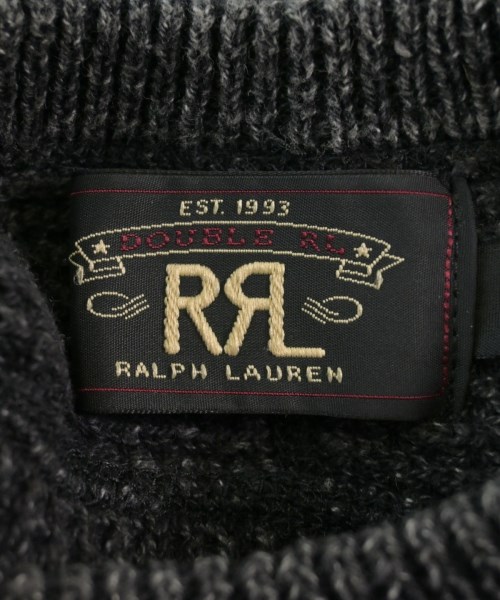 EST. 1993
DOUBLE RL
RRL
RALPH LAUREN